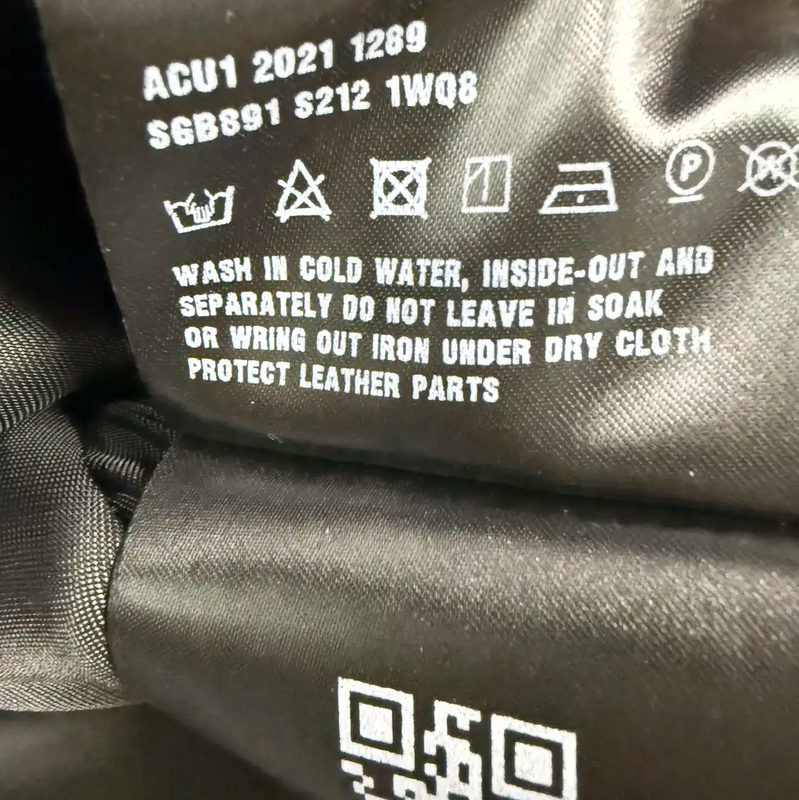 ACU1 2021 1289
SGB891 S212 1WQ8
P
WASH IN COLD WATER, INSIDE-OUT AND
SEPARATELY DO NOT LEAVE IN SOAK
OR WRING OUT IRON UNDER DRY CLOTH
PROTECT LEATHER PARTS